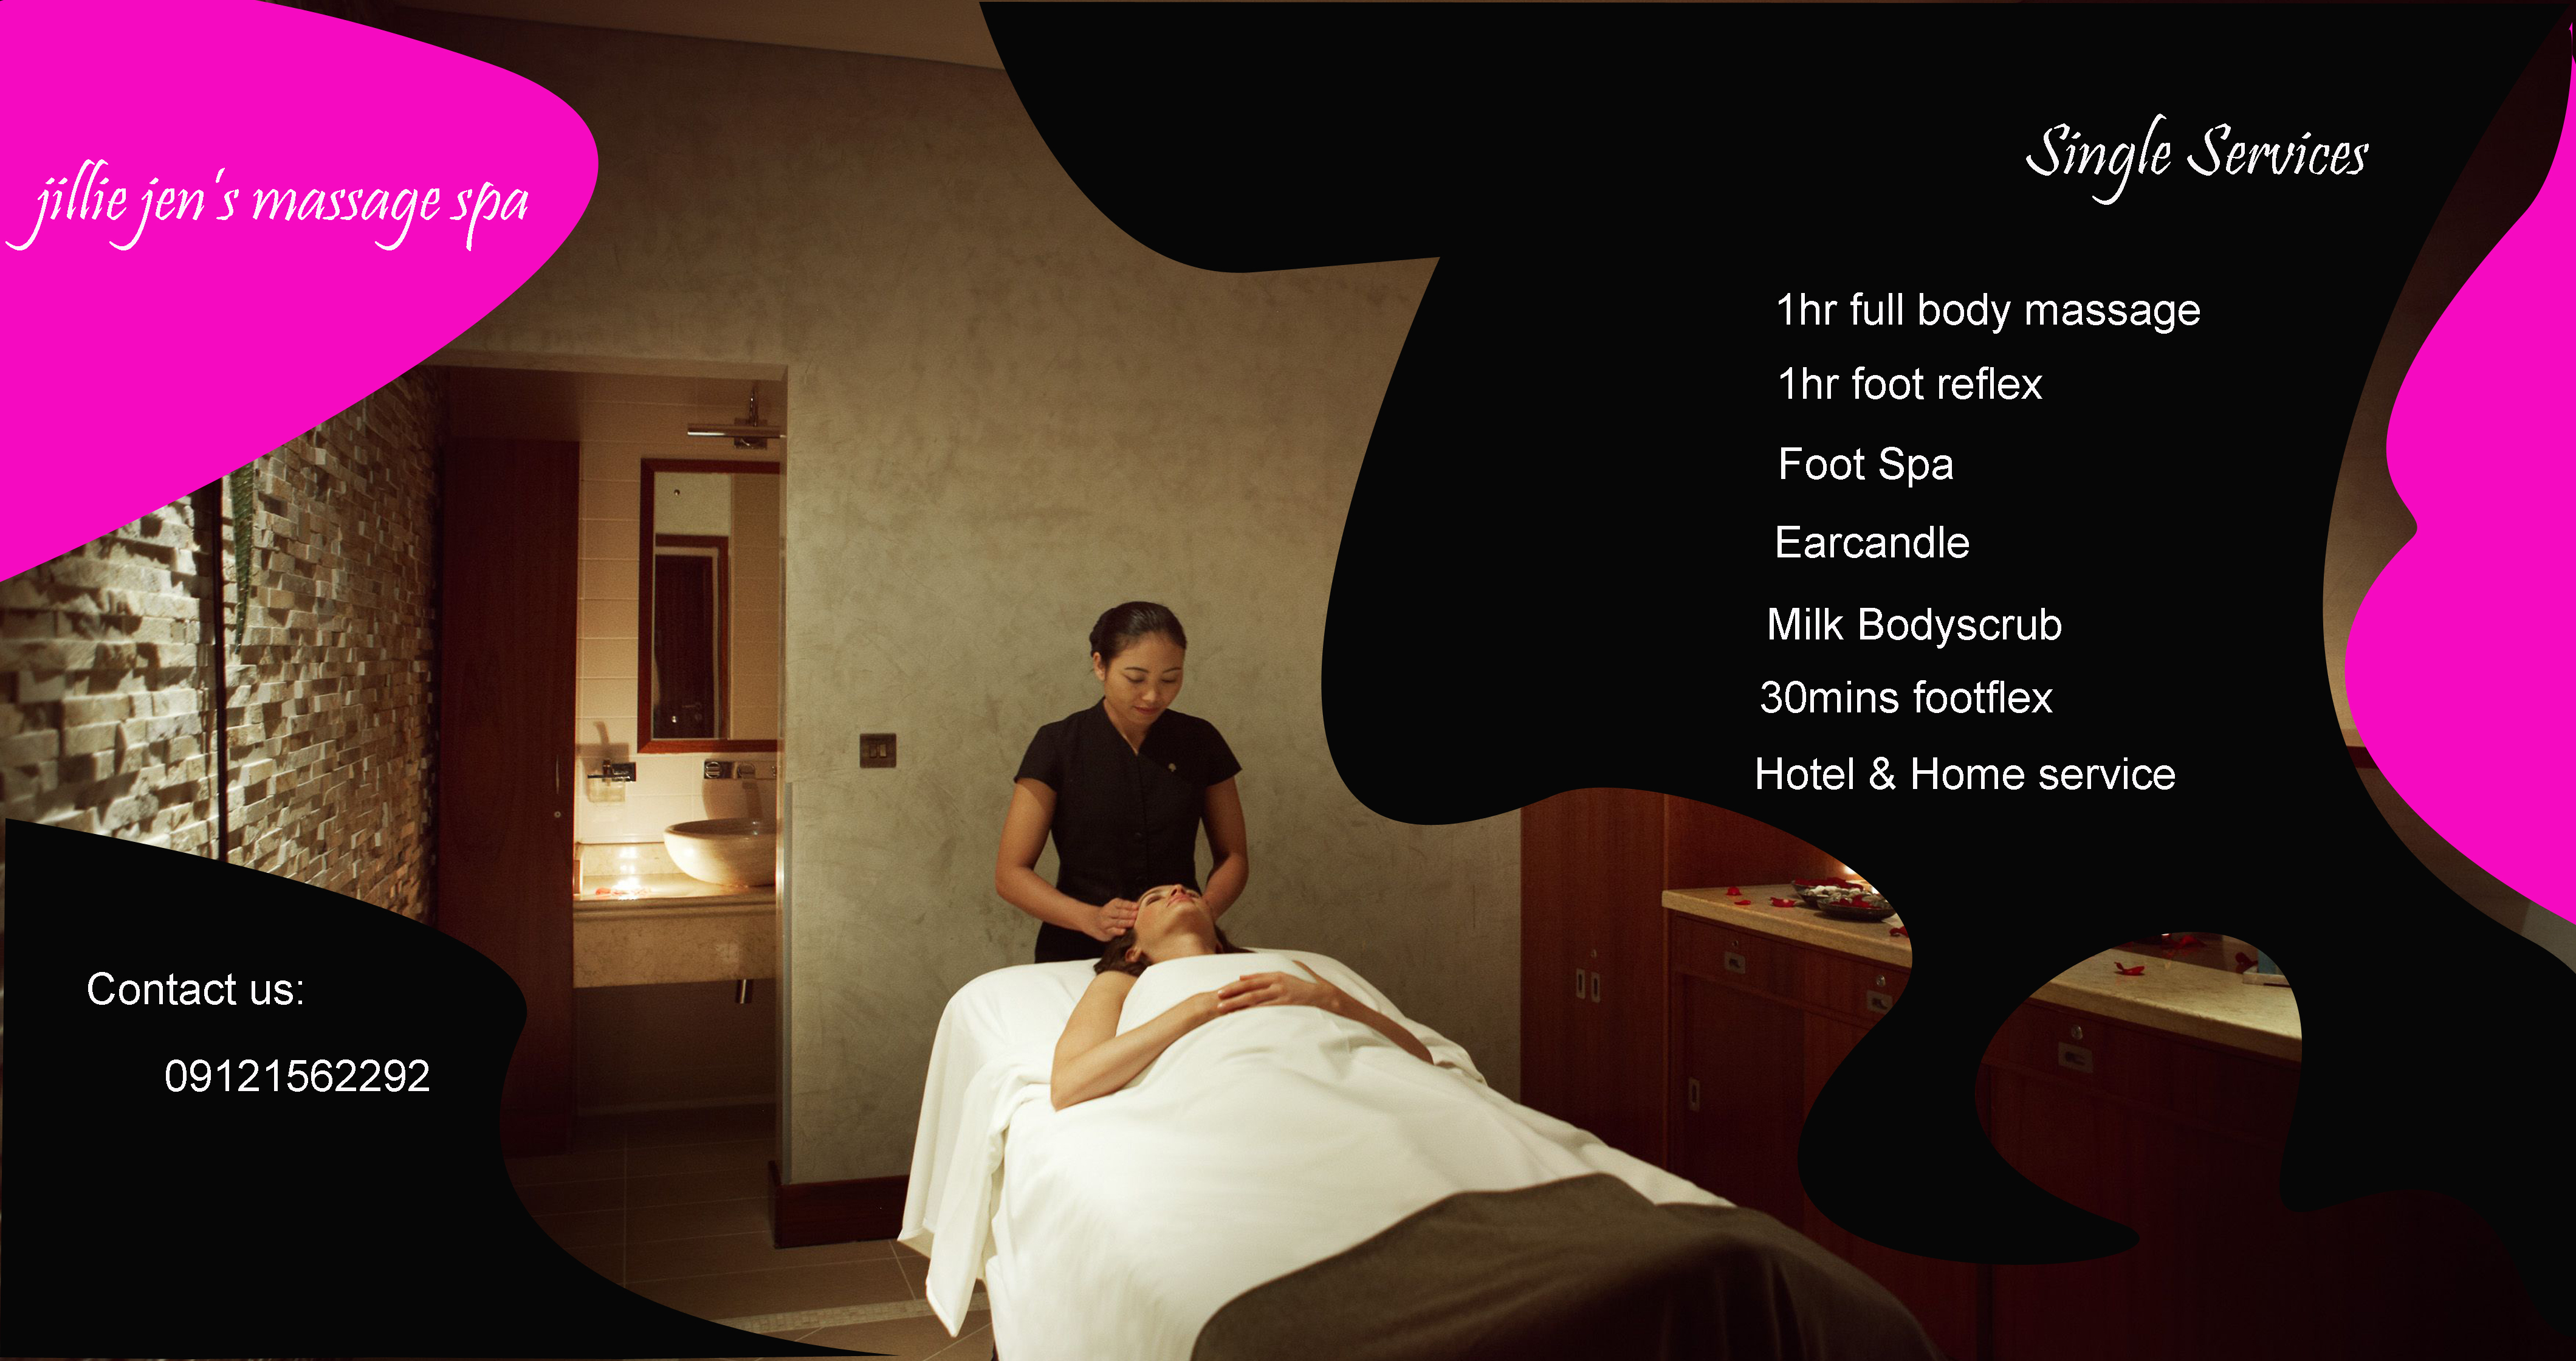 jillie jen's massage spa
Single Services
1hr full body massage
1hr foot reflex
Foot Spa
Earcandle
Milk Bodyscrub
30mins footflex
Hotel & Home service
Contact us:
09121562292